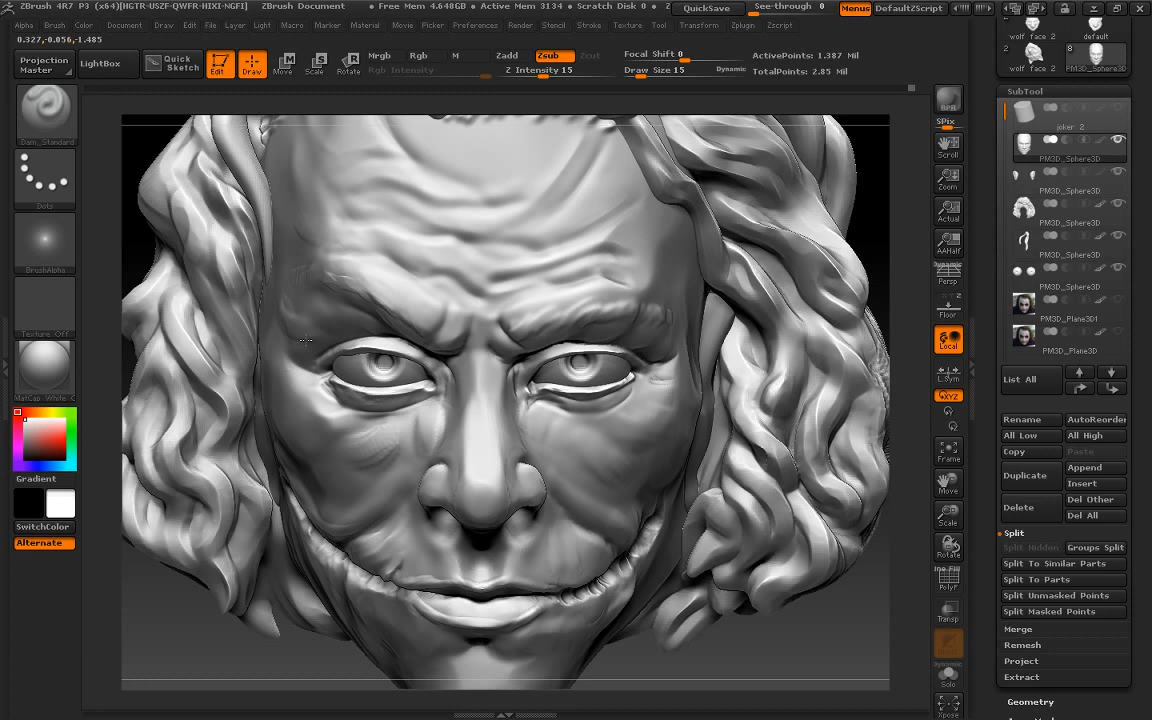 ZBrush 4R7 P3 (x64)[HGTR-USZF-QWFR-HIXI-NGFI] ZBrush Document • Free Mem 4.648GB • Active Mem 3134 • Scratch Disk 0 • Z QuickSave See-through 0 Menus DefaultZScript
Alpha Brush Color Document Draw Edit File Layer Light Macro Marker Material Movie Picker Preferences Render Stencil Stroke Texture Tool Transform Zplugin Zscript
0.327,-0.056,-1.485
Projection Master LightBox Quick Sketch Edit Draw Move Scale Rotate
Mrgb Rgb M Zadd Zsub Zcut Focal Shift 0 ActivePoints: 1.387 Mil
Rgb Intensity Z Intensity 15 Draw Size 15 Dynamic TotalPoints: 2.85 Mil
Dam_Standard
Dots
BrushAlpha
Texture Off
MatCap White C
Gradient
SwitchColor
Alternate
BPR
SPix
Scroll
Zoom
Actual
AAHalf
Dynamic
Persp
Floor
Local
L.Sym
XYZ
Frame
Move
Scale
Rotate
PolyF
Transp
Dynamic
Solo
Xpose
wolf face 2 default
2 8
wolf face 2 PM3D_Sphere3D
SubTool
joker 2
PM3D_Sphere3D
PM3D_Sphere3D
PM3D_Sphere3D
PM3D_Sphere3D
PM3D_Sphere3D
PM3D_Plane3D1
PM3D_Plane3D
List All
Rename AutoReorder
All Low All High
Copy Paste
Duplicate Append
Insert
Delete Del Other
Del All
Split
Split Hidden Groups Split
Split To Similar Parts
Split To Parts
Split Unmasked Points
Split Masked Points
Merge
Remesh
Project
Extract
Geometry